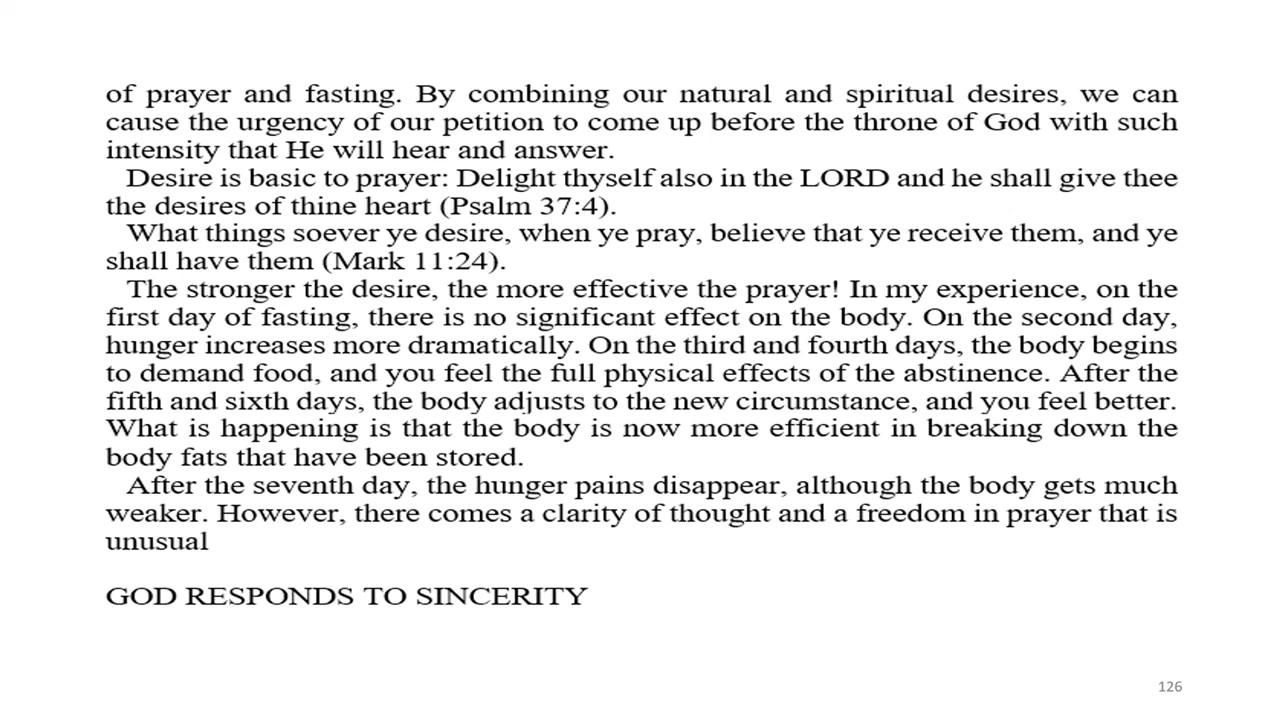 of prayer and fasting. By combining our natural and spiritual desires, we can
cause the urgency of our petition to come up before the throne of God with such
intensity that He will hear and answer.
Desire is basic to prayer: Delight thyself also in the LORD and he shall give thee
the desires of thine heart (Psalm 37:4).
What things soever ye desire, when ye pray, believe that ye receive them, and ye
shall have them (Mark 11:24).
The stronger the desire, the more effective the prayer! In my experience, on the
first day of fasting, there is no significant effect on the body. On the second day,
hunger increases more dramatically. On the third and fourth days, the body begins
to demand food, and you feel the full physical effects of the abstinence. After the
fifth and sixth days, the body adjusts to the new circumstance, and you feel better.
What is happening is that the body is now more efficient in breaking down the
body fats that have been stored.
After the seventh day, the hunger pains disappear, although the body gets much
weaker. However, there comes a clarity of thought and a freedom in prayer that is
unusual
GOD RESPONDS TO SINCERITY
126